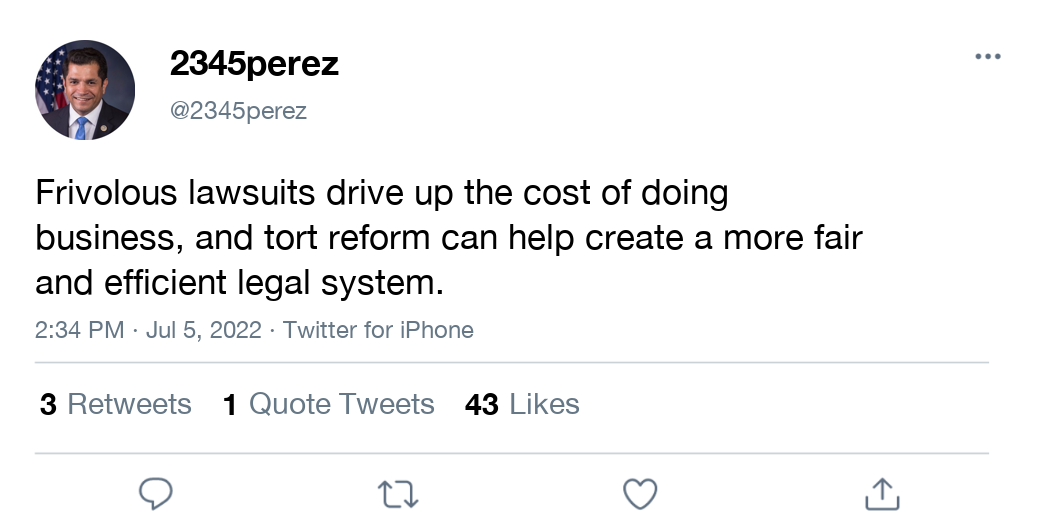 2345perez
@2345perez
Frivolous lawsuits drive up the cost of doing
business, and tort reform can help create a more fair
and efficient legal system.
2:34 PM · Jul 5, 2022 · Twitter for iPhone
3 Retweets 1 Quote Tweets 43 Likes